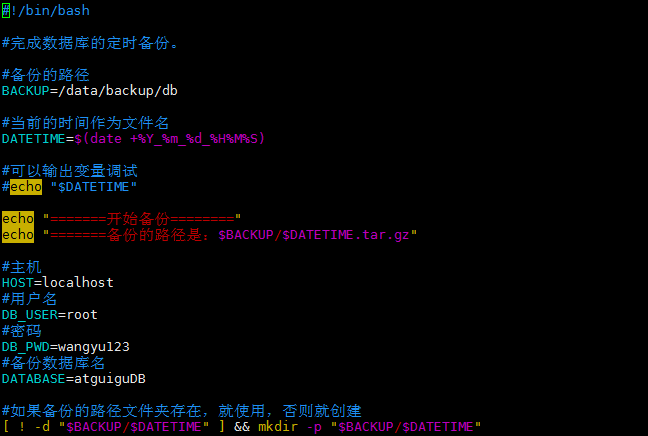 #!/bin/bash
#完成数据库的定时备份。
#备份的路径
BACKUP=/data/backup/db
#当前的时间作为文件名
DATETIME=$(date +%Y_%m_%d_%H%M%S)
#可以输出变量调试
#echo "$DATETIME"
echo "=======开始备份========"
echo "=======备份的路径是：$BACKUP/$DATETIME.tar.gz"
#主机
HOST=localhost
#用户名
DB_USER=root
#密码
DB_PWD=wangyu123
#备份数据库名
DATABASE=atguiguDB
#如果备份的路径文件夹存在，就使用，否则就创建
[ ! -d "$BACKUP/$DATETIME" ] && mkdir -p "$BACKUP/$DATETIME"